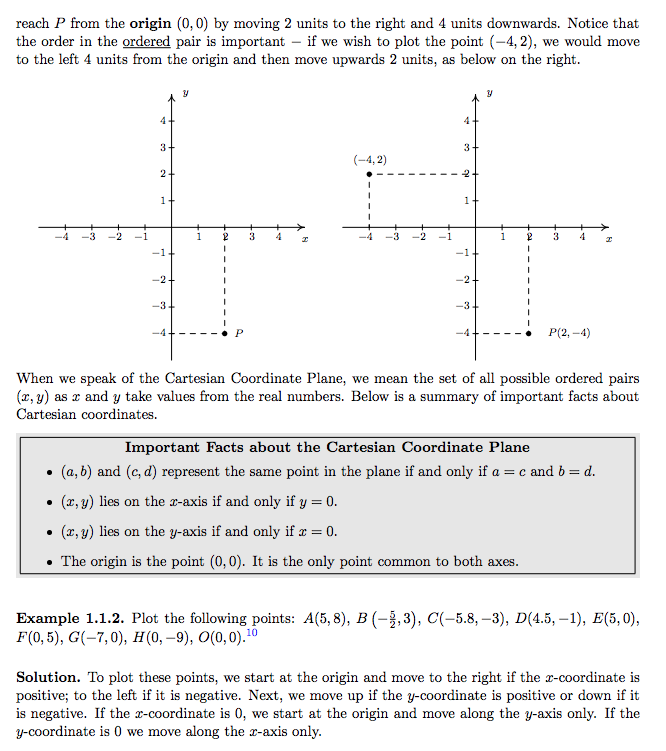 reach P from the origin (0, 0) by moving 2 units to the right and 4 units downwards. Notice that
the order in the ordered pair is important − if we wish to plot the point (−4, 2), we would move
to the left 4 units from the origin and then move upwards 2 units, as below on the right.
y
4
3
2
1
−4 −3 −2 −1 1 2 3 4 x
−1
−2
−3
−4
P
y
4
3
(−4, 2)
2
1
−4 −3 −2 −1 1 2 3 4 x
−1
−2
−3
−4
P(2, −4)
When we speak of the Cartesian Coordinate Plane, we mean the set of all possible ordered pairs
(x, y) as x and y take values from the real numbers. Below is a summary of important facts about
Cartesian coordinates.
Important Facts about the Cartesian Coordinate Plane
• (a, b) and (c, d) represent the same point in the plane if and only if a = c and b = d.
• (x, y) lies on the x-axis if and only if y = 0.
• (x, y) lies on the y-axis if and only if x = 0.
• The origin is the point (0, 0). It is the only point common to both axes.
Example 1.1.2. Plot the following points: A(5, 8), B (−5/2, 3), C(−5.8, −3), D(4.5, −1), E(5, 0),
F(0, 5), G(−7, 0), H(0, −9), O(0, 0).10
Solution. To plot these points, we start at the origin and move to the right if the x-coordinate is
positive; to the left if it is negative. Next, we move up if the y-coordinate is positive or down if it
is negative. If the x-coordinate is 0, we start at the origin and move along the y-axis only. If the
y-coordinate is 0 we move along the x-axis only.